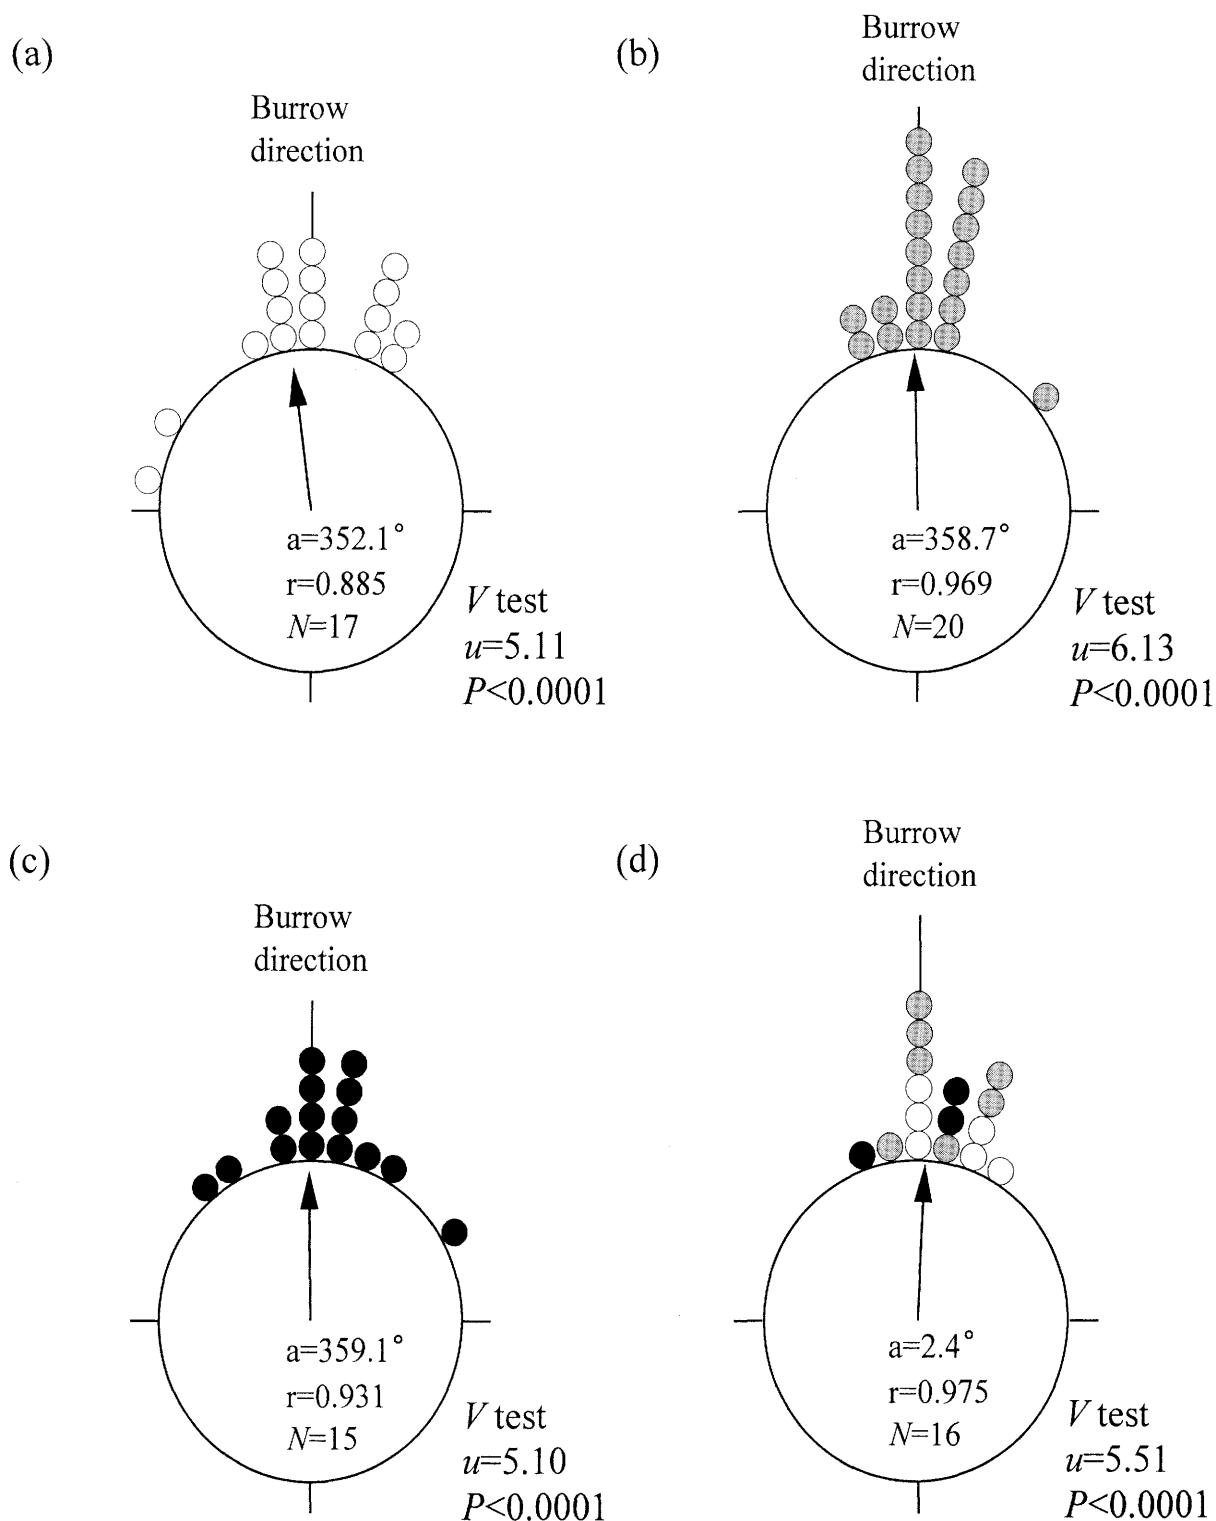 (a)
Burrow
direction
a=352.1°
r=0.885
N=17
V test
u=5.11
P<0.0001
(b)
Burrow
direction
a=358.7°
r=0.969
N=20
V test
u=6.13
P<0.0001
(c)
Burrow
direction
a=359.1°
r=0.931
N=15
V test
u=5.10
P<0.0001
(d)
Burrow
direction
a=2.4°
r=0.975
N=16
V test
u=5.51
P<0.0001